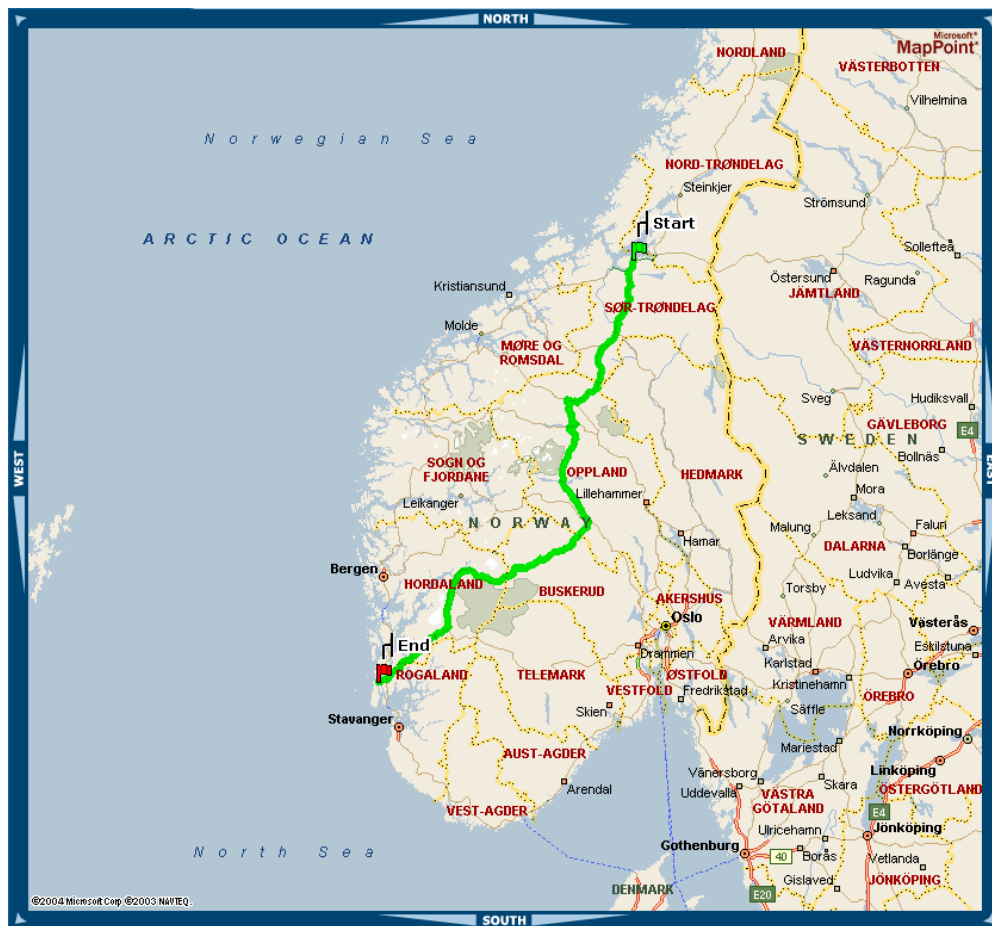 NORTH
Microsoft®
MapPoint®
NORDLAND
VÄSTERBOTTEN
Vilhelmina
Norwegian Sea
NORD-TRØNDELAG
Steinkjer
Strömsund
Start
ARCTIC OCEAN
Sollefteå
Östersund
Ragunda
Kristiansund
JÄMTLAND
SØR-TRØNDELAG
Molde
MØRE OG
ROMSDAL
VÄSTERNORRLAND
Sveg
Hudiksvall
GÄVLEBORG
E4
SWEDEN
Bollnäs
WEST
EAST
SOGN OG
FJORDANE
OPPLAND
HEDMARK
Älvdalen
Mora
Leikanger
Lillehammer
NORWAY
Leksand
Malung
Falun
Hamar
DALARNA
Borlänge
Bergen
HORDALAND
BUSKERUD
Ludvika
Avesta
Torsby
AKERSHUS
Oslo
VÄRMLAND
Västerås
End
Arvika
Eskilstuna
Drammen
Karlstad
Örebro
ROGALAND
TELEMARK
ØSTFOLD
VESTFOLD
Fredrikstad
Kristinehamn
ÖREBRO
Säffle
Skien
Stavanger
Norrköping
Mariestad
AUST-AGDER
Linköping
Vänersborg
Skara
Uddevalla
Arendal
VÄSTRA
GÖTALAND
ÖSTERGÖTLAND
VEST-AGDER
E4
Ulricehamn
Jönköping
North Sea
Gothenburg
40
Borås
Vetlanda
Gislaved
JÖNKÖPING
DENMARK
E20
©2004 Microsoft Corp ©2003 NAVTEQ.
SOUTH